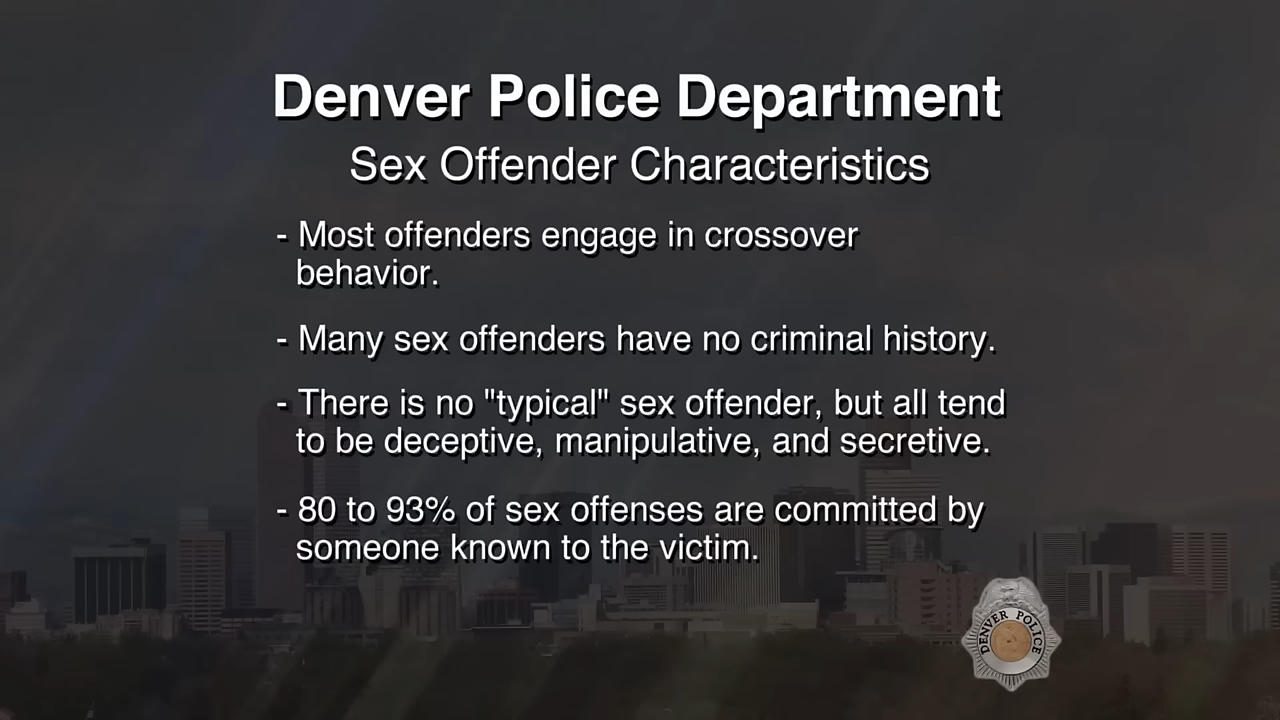 Denver Police Department
Sex Offender Characteristics
- Most offenders engage in crossover
behavior.
- Many sex offenders have no criminal history.
- There is no "typical" sex offender, but all tend
to be deceptive, manipulative, and secretive.
- 80 to 93% of sex offenses are committed by
someone known to the victim.
DENVER POLICE